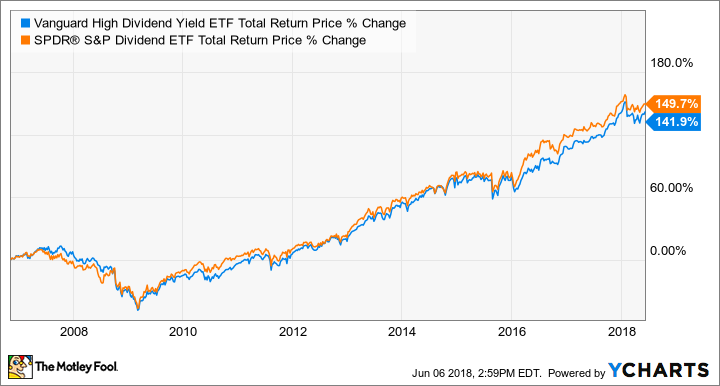 Vanguard High Dividend Yield ETF Total Return Price % Change
SPDR® S&P Dividend ETF Total Return Price % Change
180.0%
149.7%
141.9%
60.00%
0.00%
2008 2010 2012 2014 2016 2018
The Motley Fool.
Jun 06 2018, 2:59PM EDT. Powered by YCHARTS